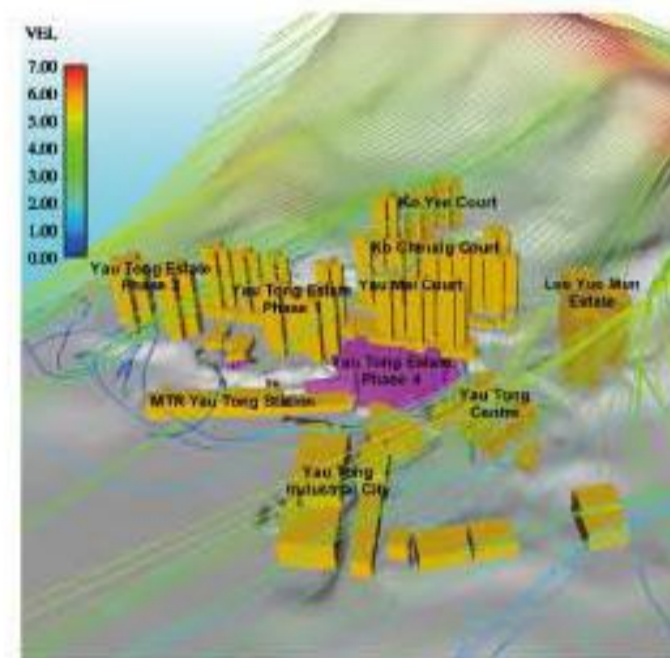 VEL
7.00
6.00
5.00
4.00
3.00
2.00
1.00
0.00
Ko Yee Court
Ko Cheung Court
Yau Tong Estate
Phase 2
Yau Tong Estate
Phase
Yau Mei Court
Lei Yue Mun
Estate
Yau Tong Estate
Phase 4
MTR Yau Tong Station
Yau Tong
Centre
Yau Tong
Industrial City